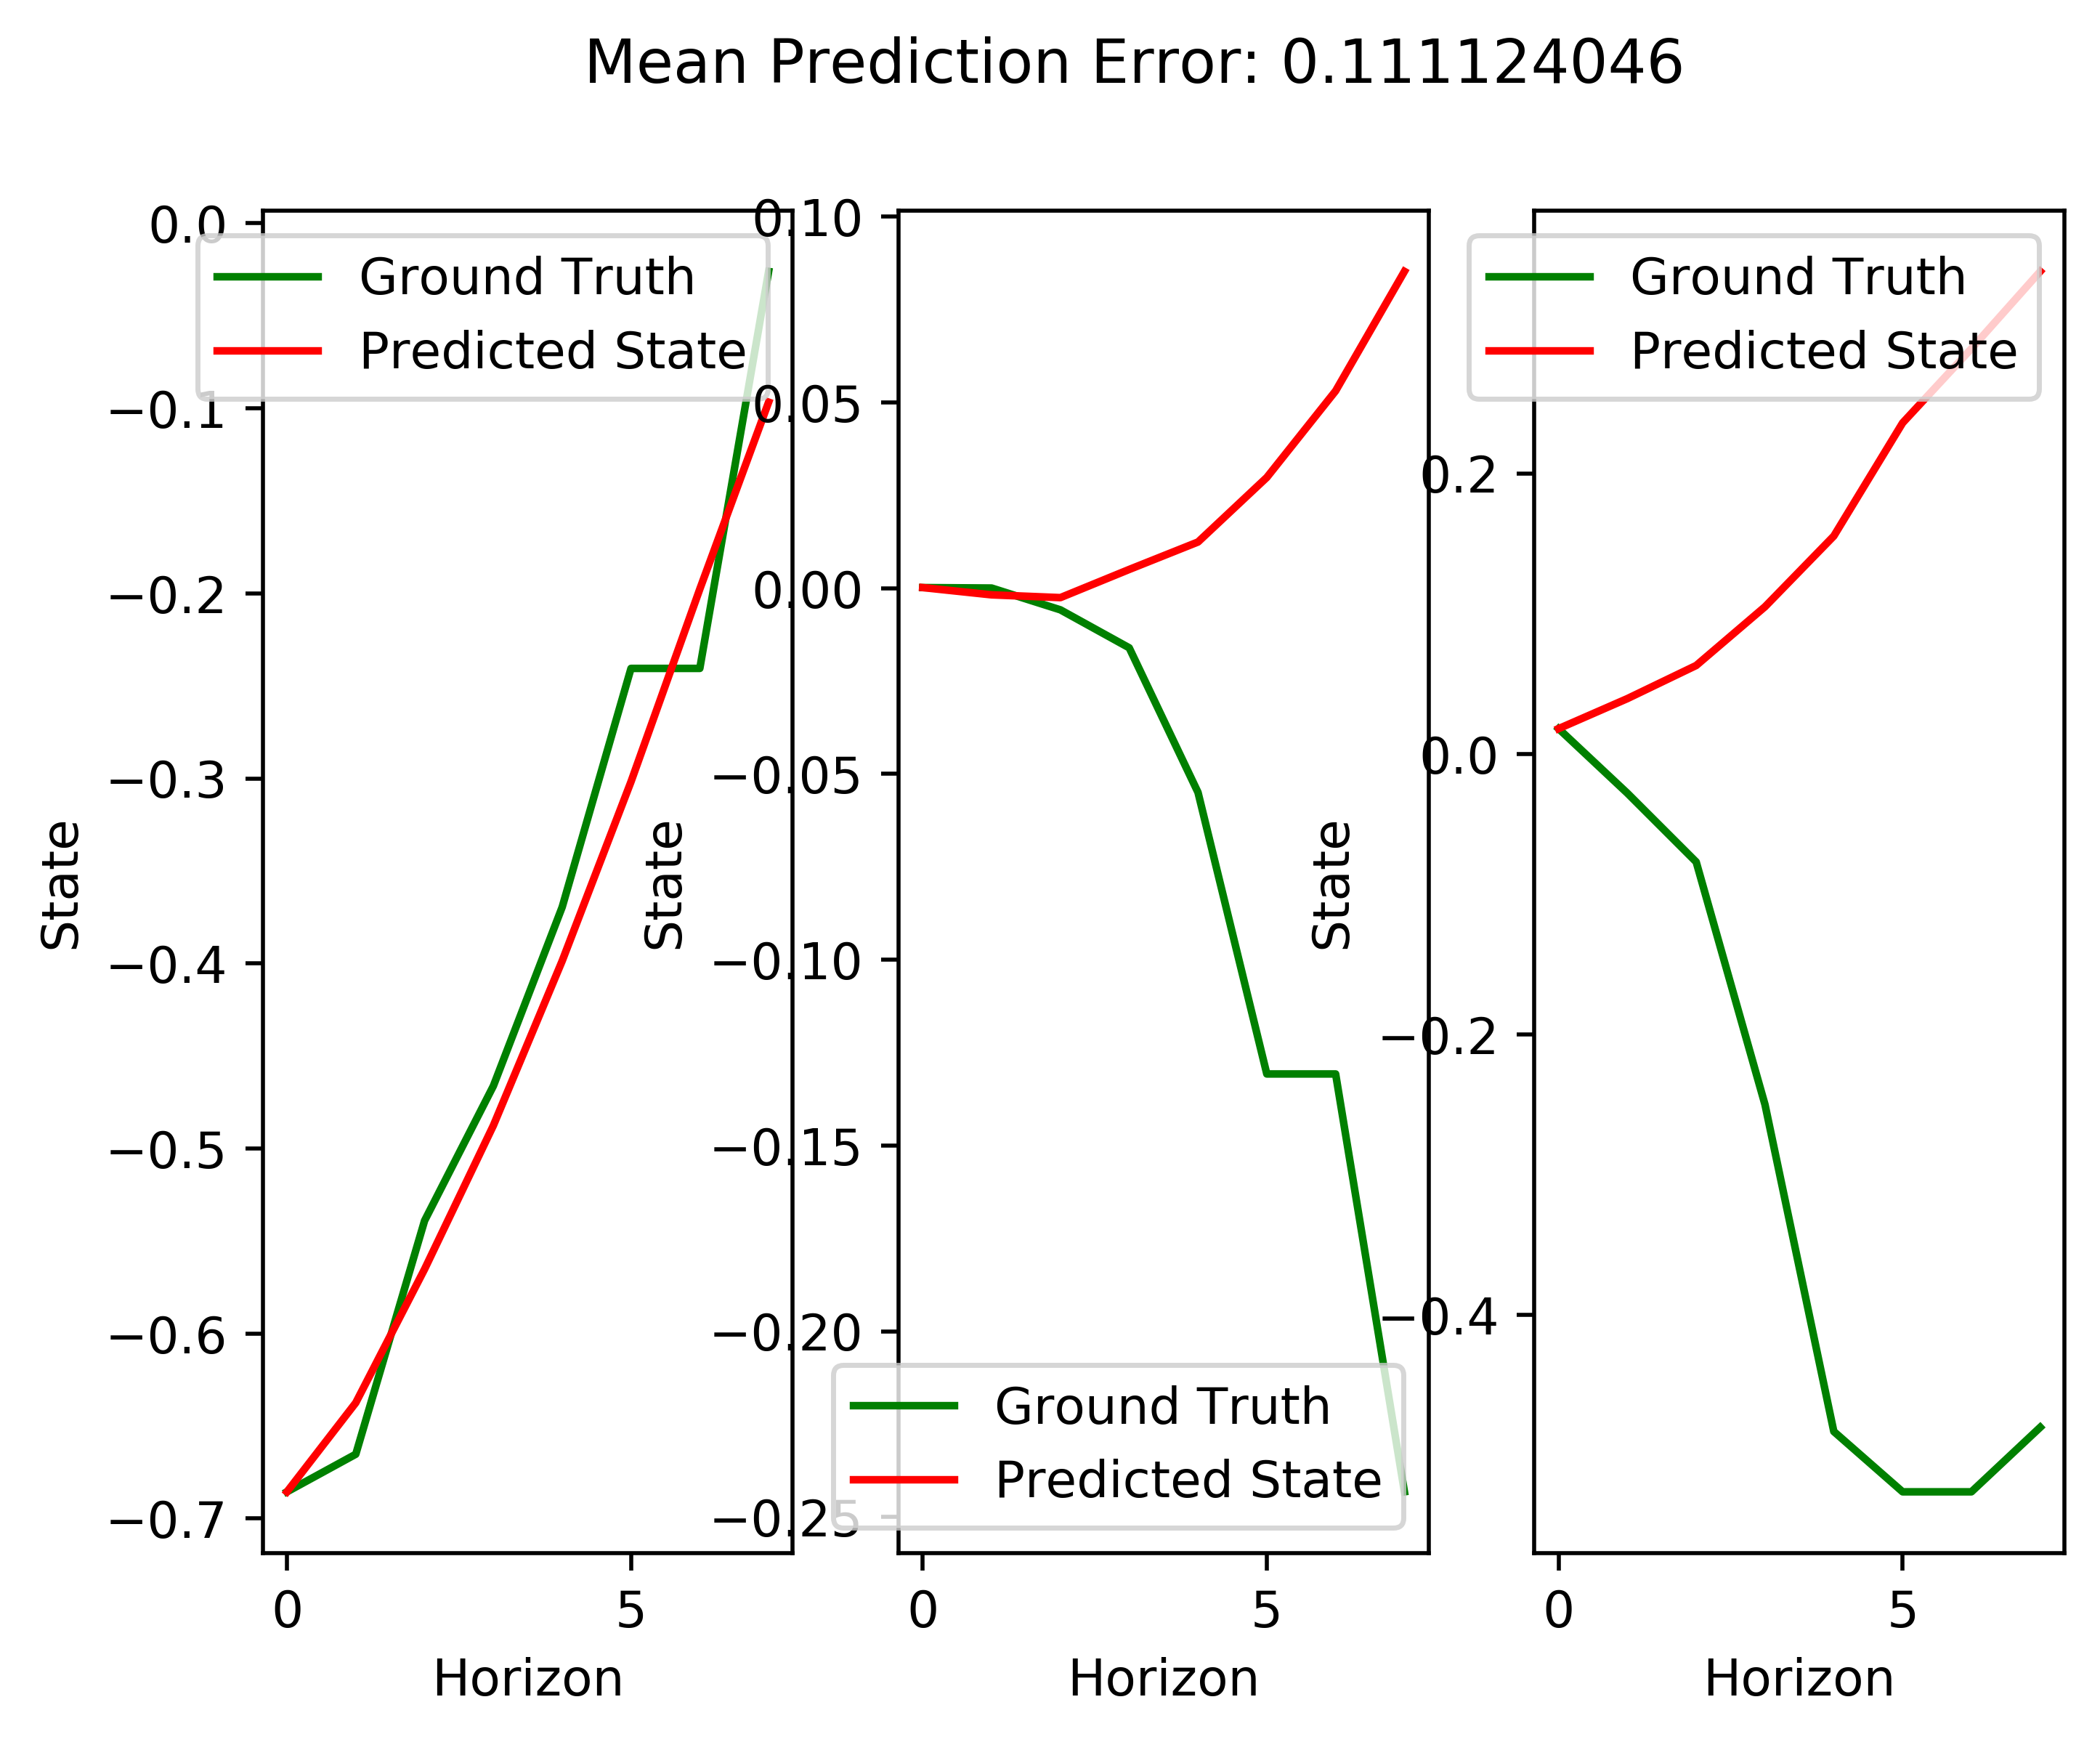 Mean Prediction Error: 0.111124046
0.0
−0.1
−0.2
−0.3
−0.4
−0.5
−0.6
−0.7
State
Ground Truth
Predicted State
0
5
Horizon
0.10
0.05
0.00
−0.05
−0.10
−0.15
−0.20
−0.25
State
Ground Truth
Predicted State
0
5
Horizon
0.2
0.0
−0.2
−0.4
State
Ground Truth
Predicted State
0
5
Horizon